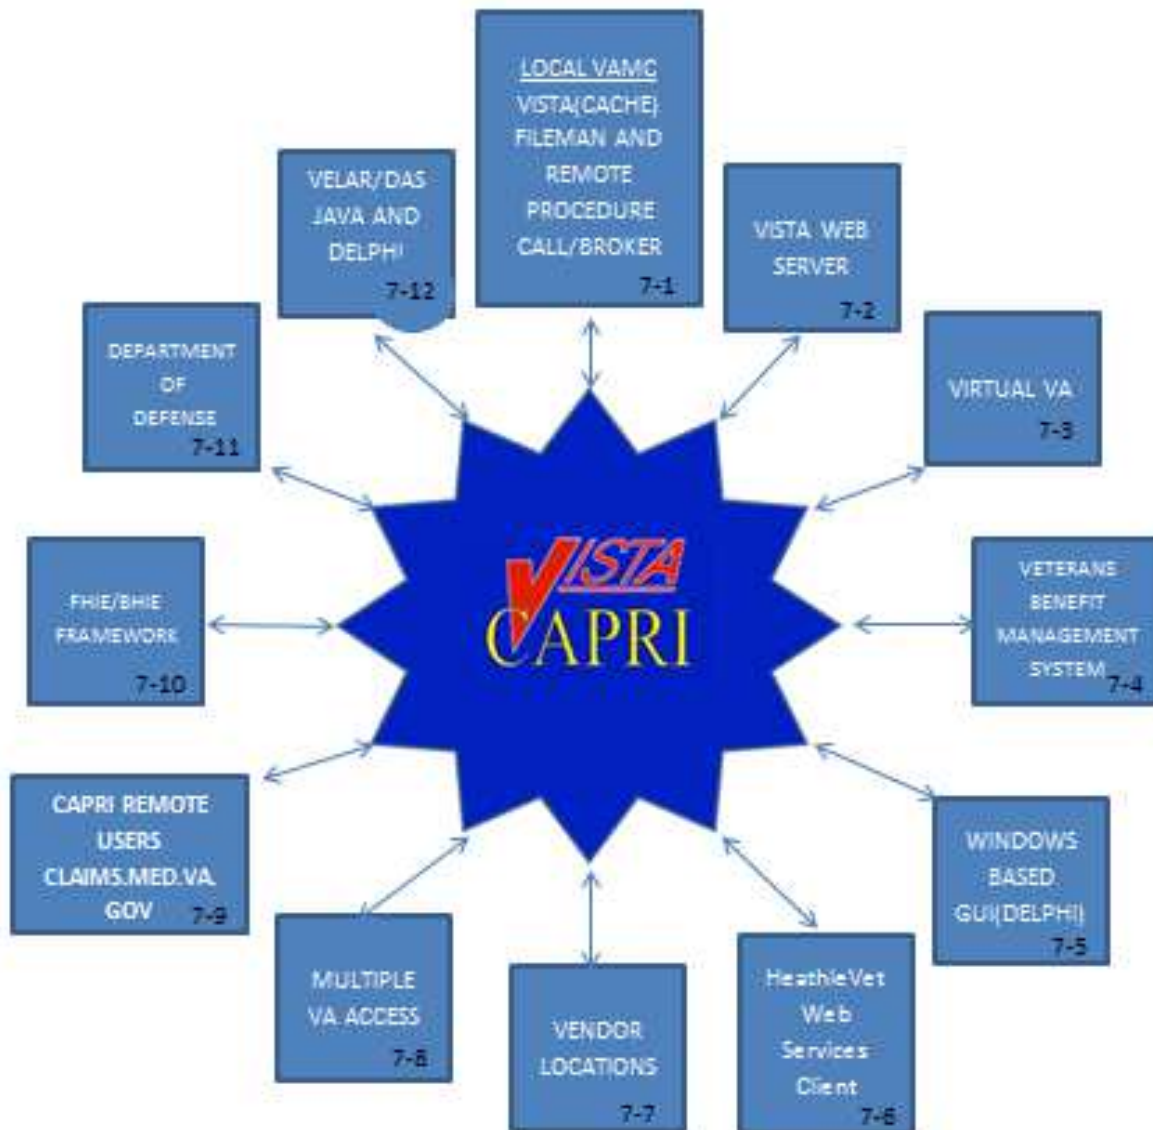 LOCAL VAMC
VISTA(CACHE)
FILEMAN AND
REMOTE
PROCEDURE
CALL/BROKER
7-1
VISTA WEB
SERVER
7-2
VIRTUAL VA
7-3
VETERANS
BENEFIT
MANAGEMENT
SYSTEM
7-4
WINDOWS
BASED
GUI(DELPHI)
7-5
HeathleVet
Web
Services
Client
7-6
VENDOR
LOCATIONS
7-7
MULTIPLE
VA ACCESS
7-8
CAPRI REMOTE
USERS
CLAIMS.MED.VA.
GOV
7-9
FHIE/BHIE
FRAMEWORK
7-10
DEPARTMENT
OF
DEFENSE
7-11
VELAR/DAS
JAVA AND
DELPHI
7-12
VISTA
CAPRI